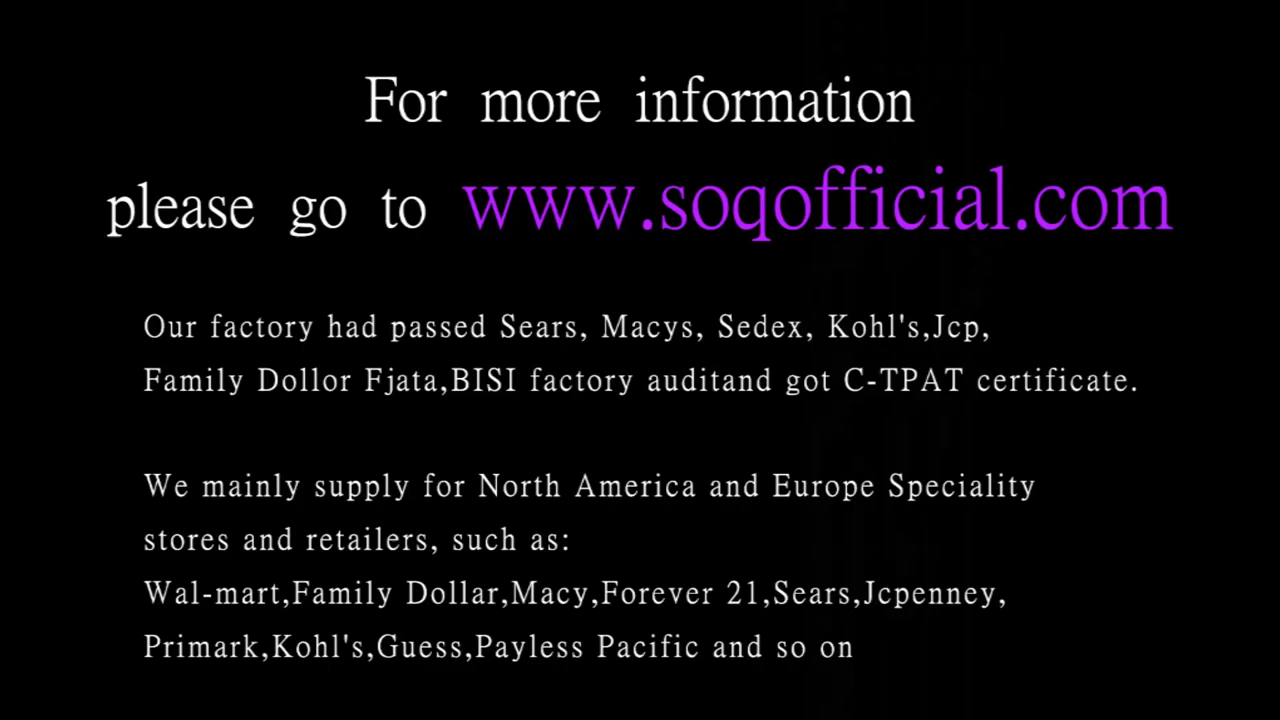 For more information
please go to www.soqofficial.com
Our factory had passed Sears, Macys, Sedex, Kohl's,Jcp,
Family Dollor Fjata,BISI factory auditand got C-TPAT certificate.
We mainly supply for North America and Europe Speciality
stores and retailers, such as:
Wal-mart,Family Dollar,Macy,Forever 21,Sears,Jcpenney,
Primark,Kohl's,Guess,Payless Pacific and so on